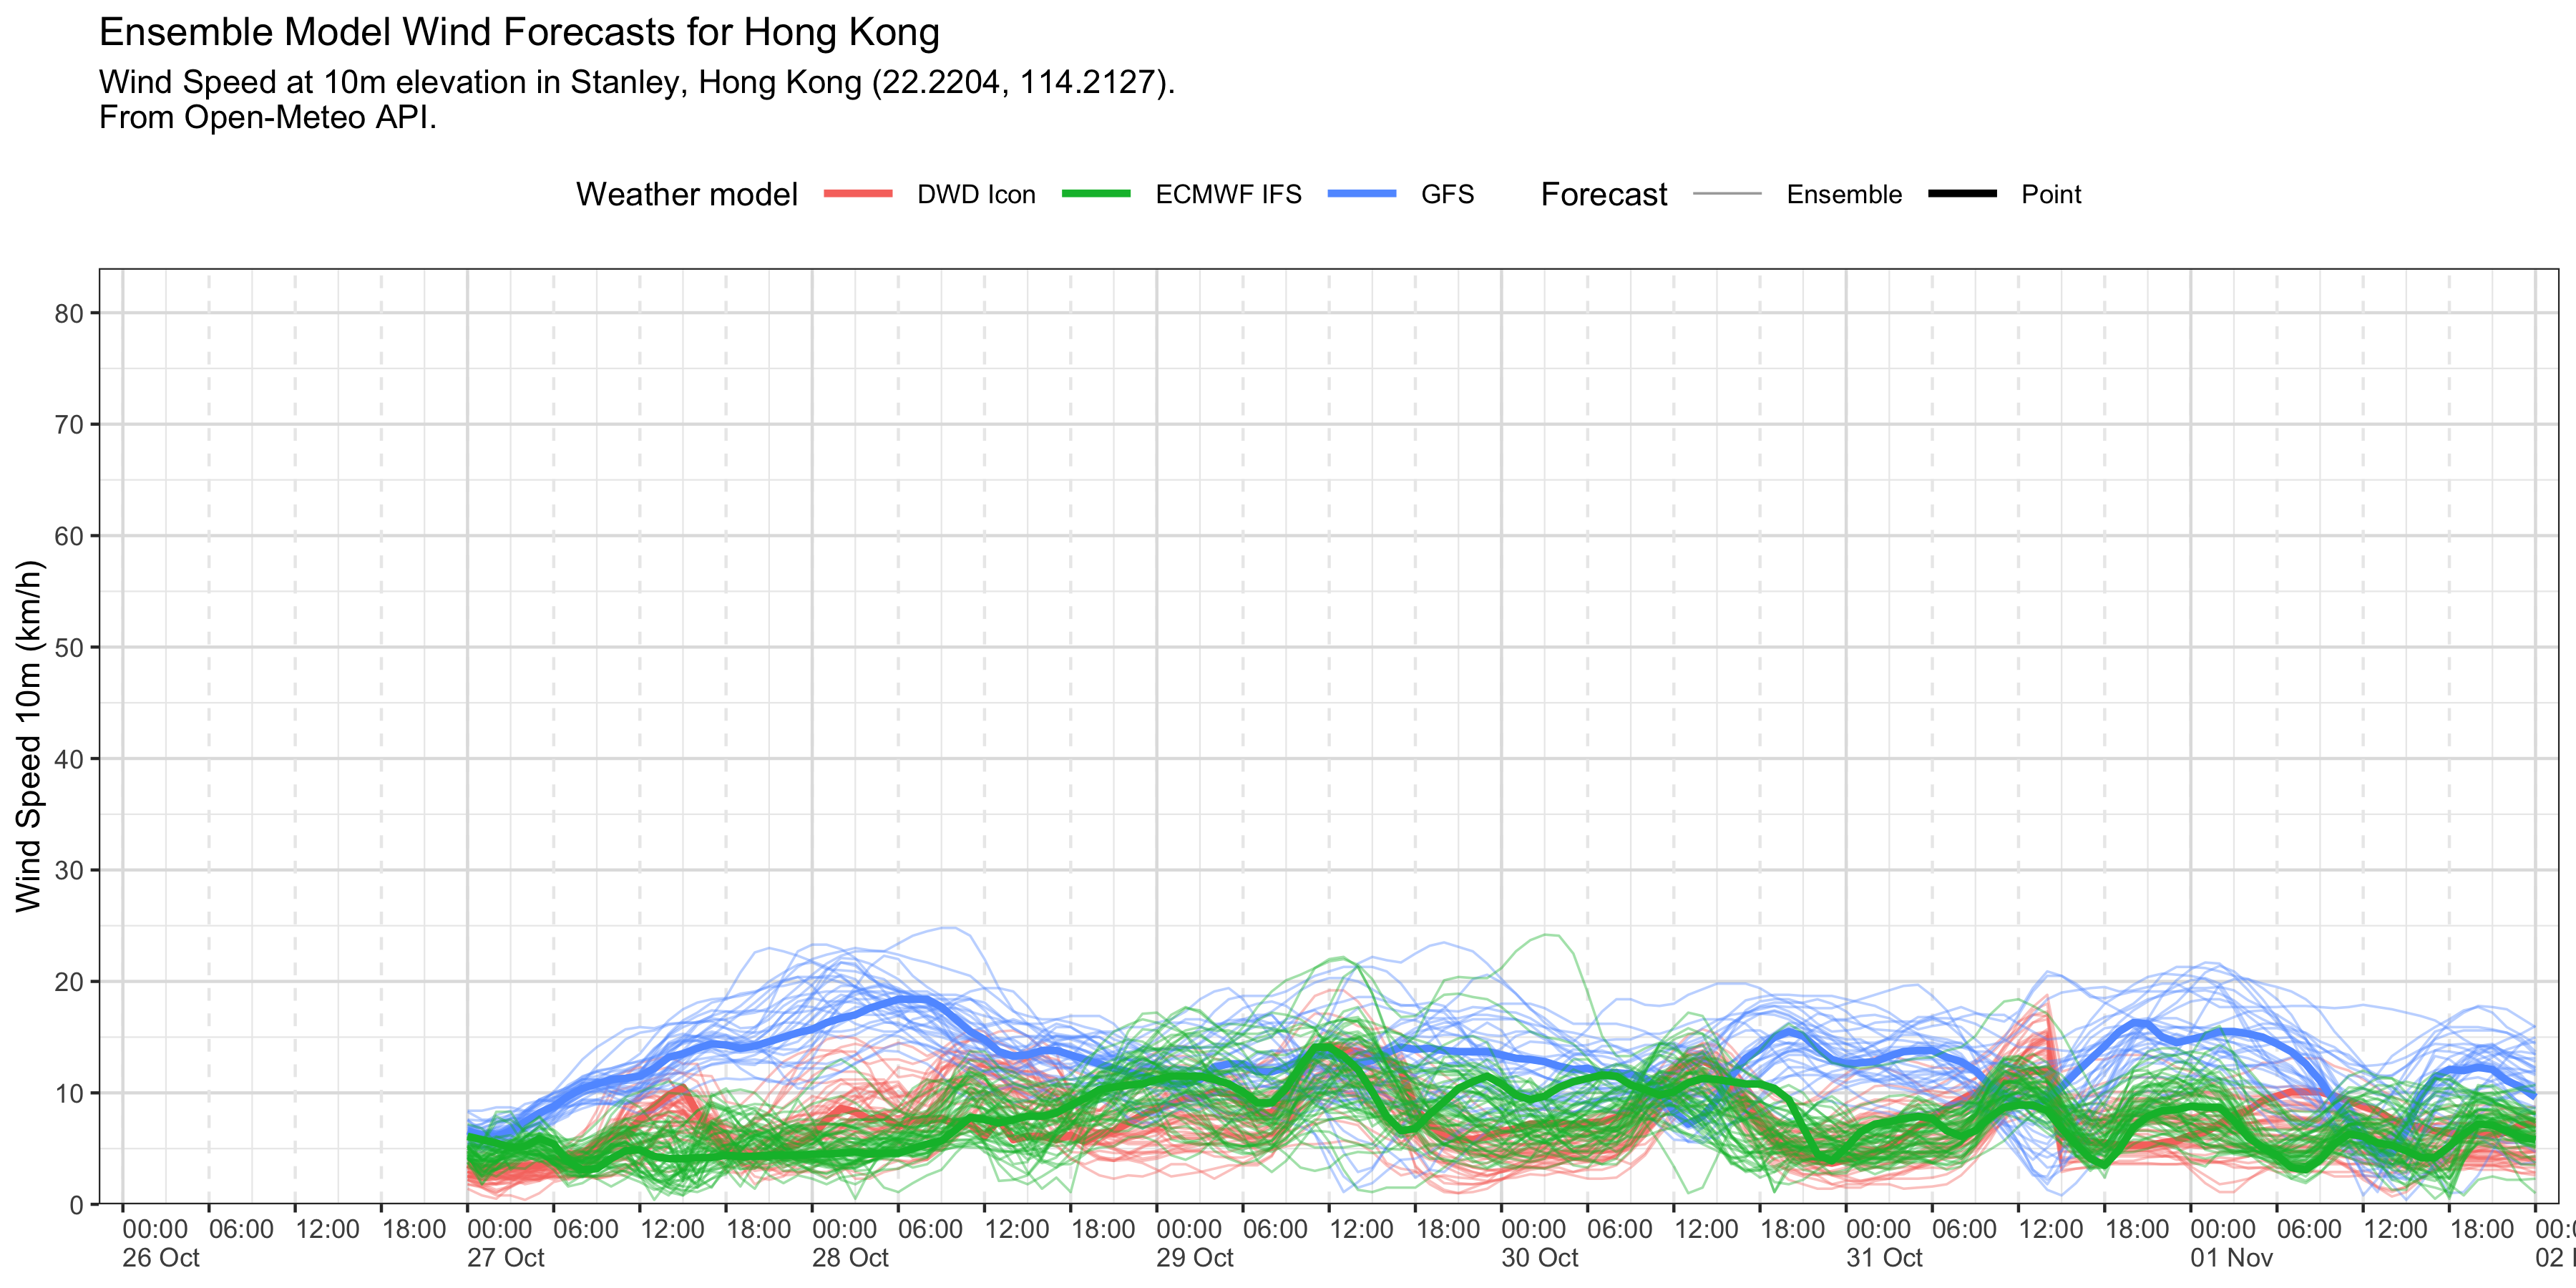 Ensemble Model Wind Forecasts for Hong Kong
Wind Speed at 10m elevation in Stanley, Hong Kong (22.2204, 114.2127).
From Open-Meteo API.
Weather model DWD Icon ECMWF IFS GFS Forecast Ensemble Point
Wind Speed 10m (km/h)
80
70
60
50
40
30
20
10
0
00:00 06:00 12:00 18:00 00:00 06:00 12:00 18:00 00:00 06:00 12:00 18:00 00:00 06:00 12:00 18:00 00:00 06:00 12:00 18:00 00:00 06:00 12:00 18:00 00:00 06:00 12:00 18:00
26 Oct 27 Oct 28 Oct 29 Oct 30 Oct 31 Oct 01 Nov 02